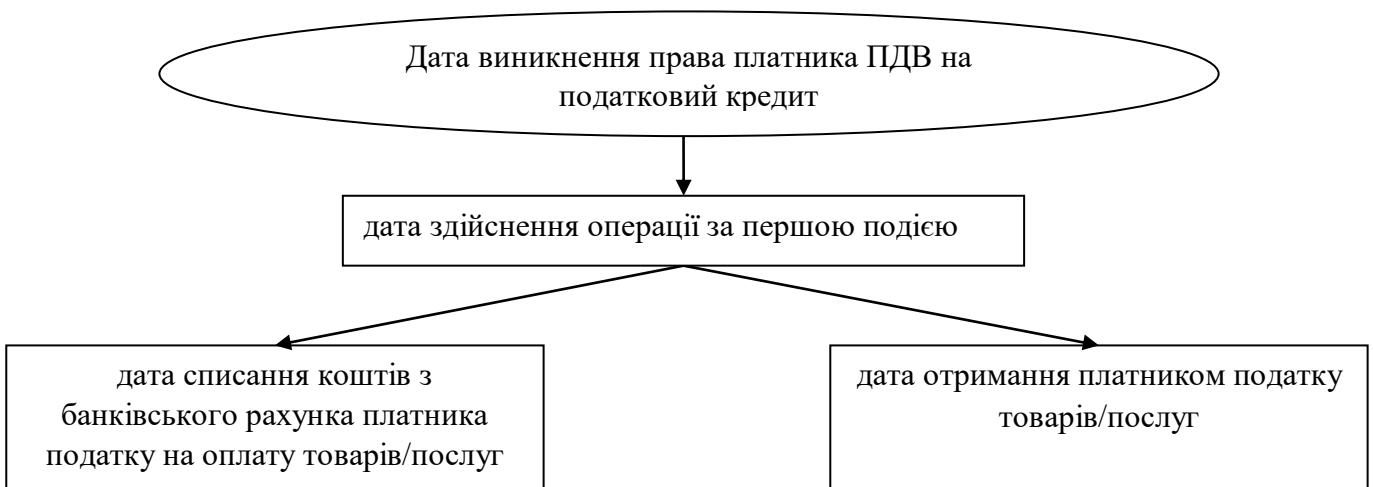 Дата виникнення права платника ПДВ на
податковий кредит
дата здійснення операції за першою подією
дата списання коштів з
банківського рахунка платника
податку на оплату товарів/послуг
дата отримання платником податку
товарів/послуг